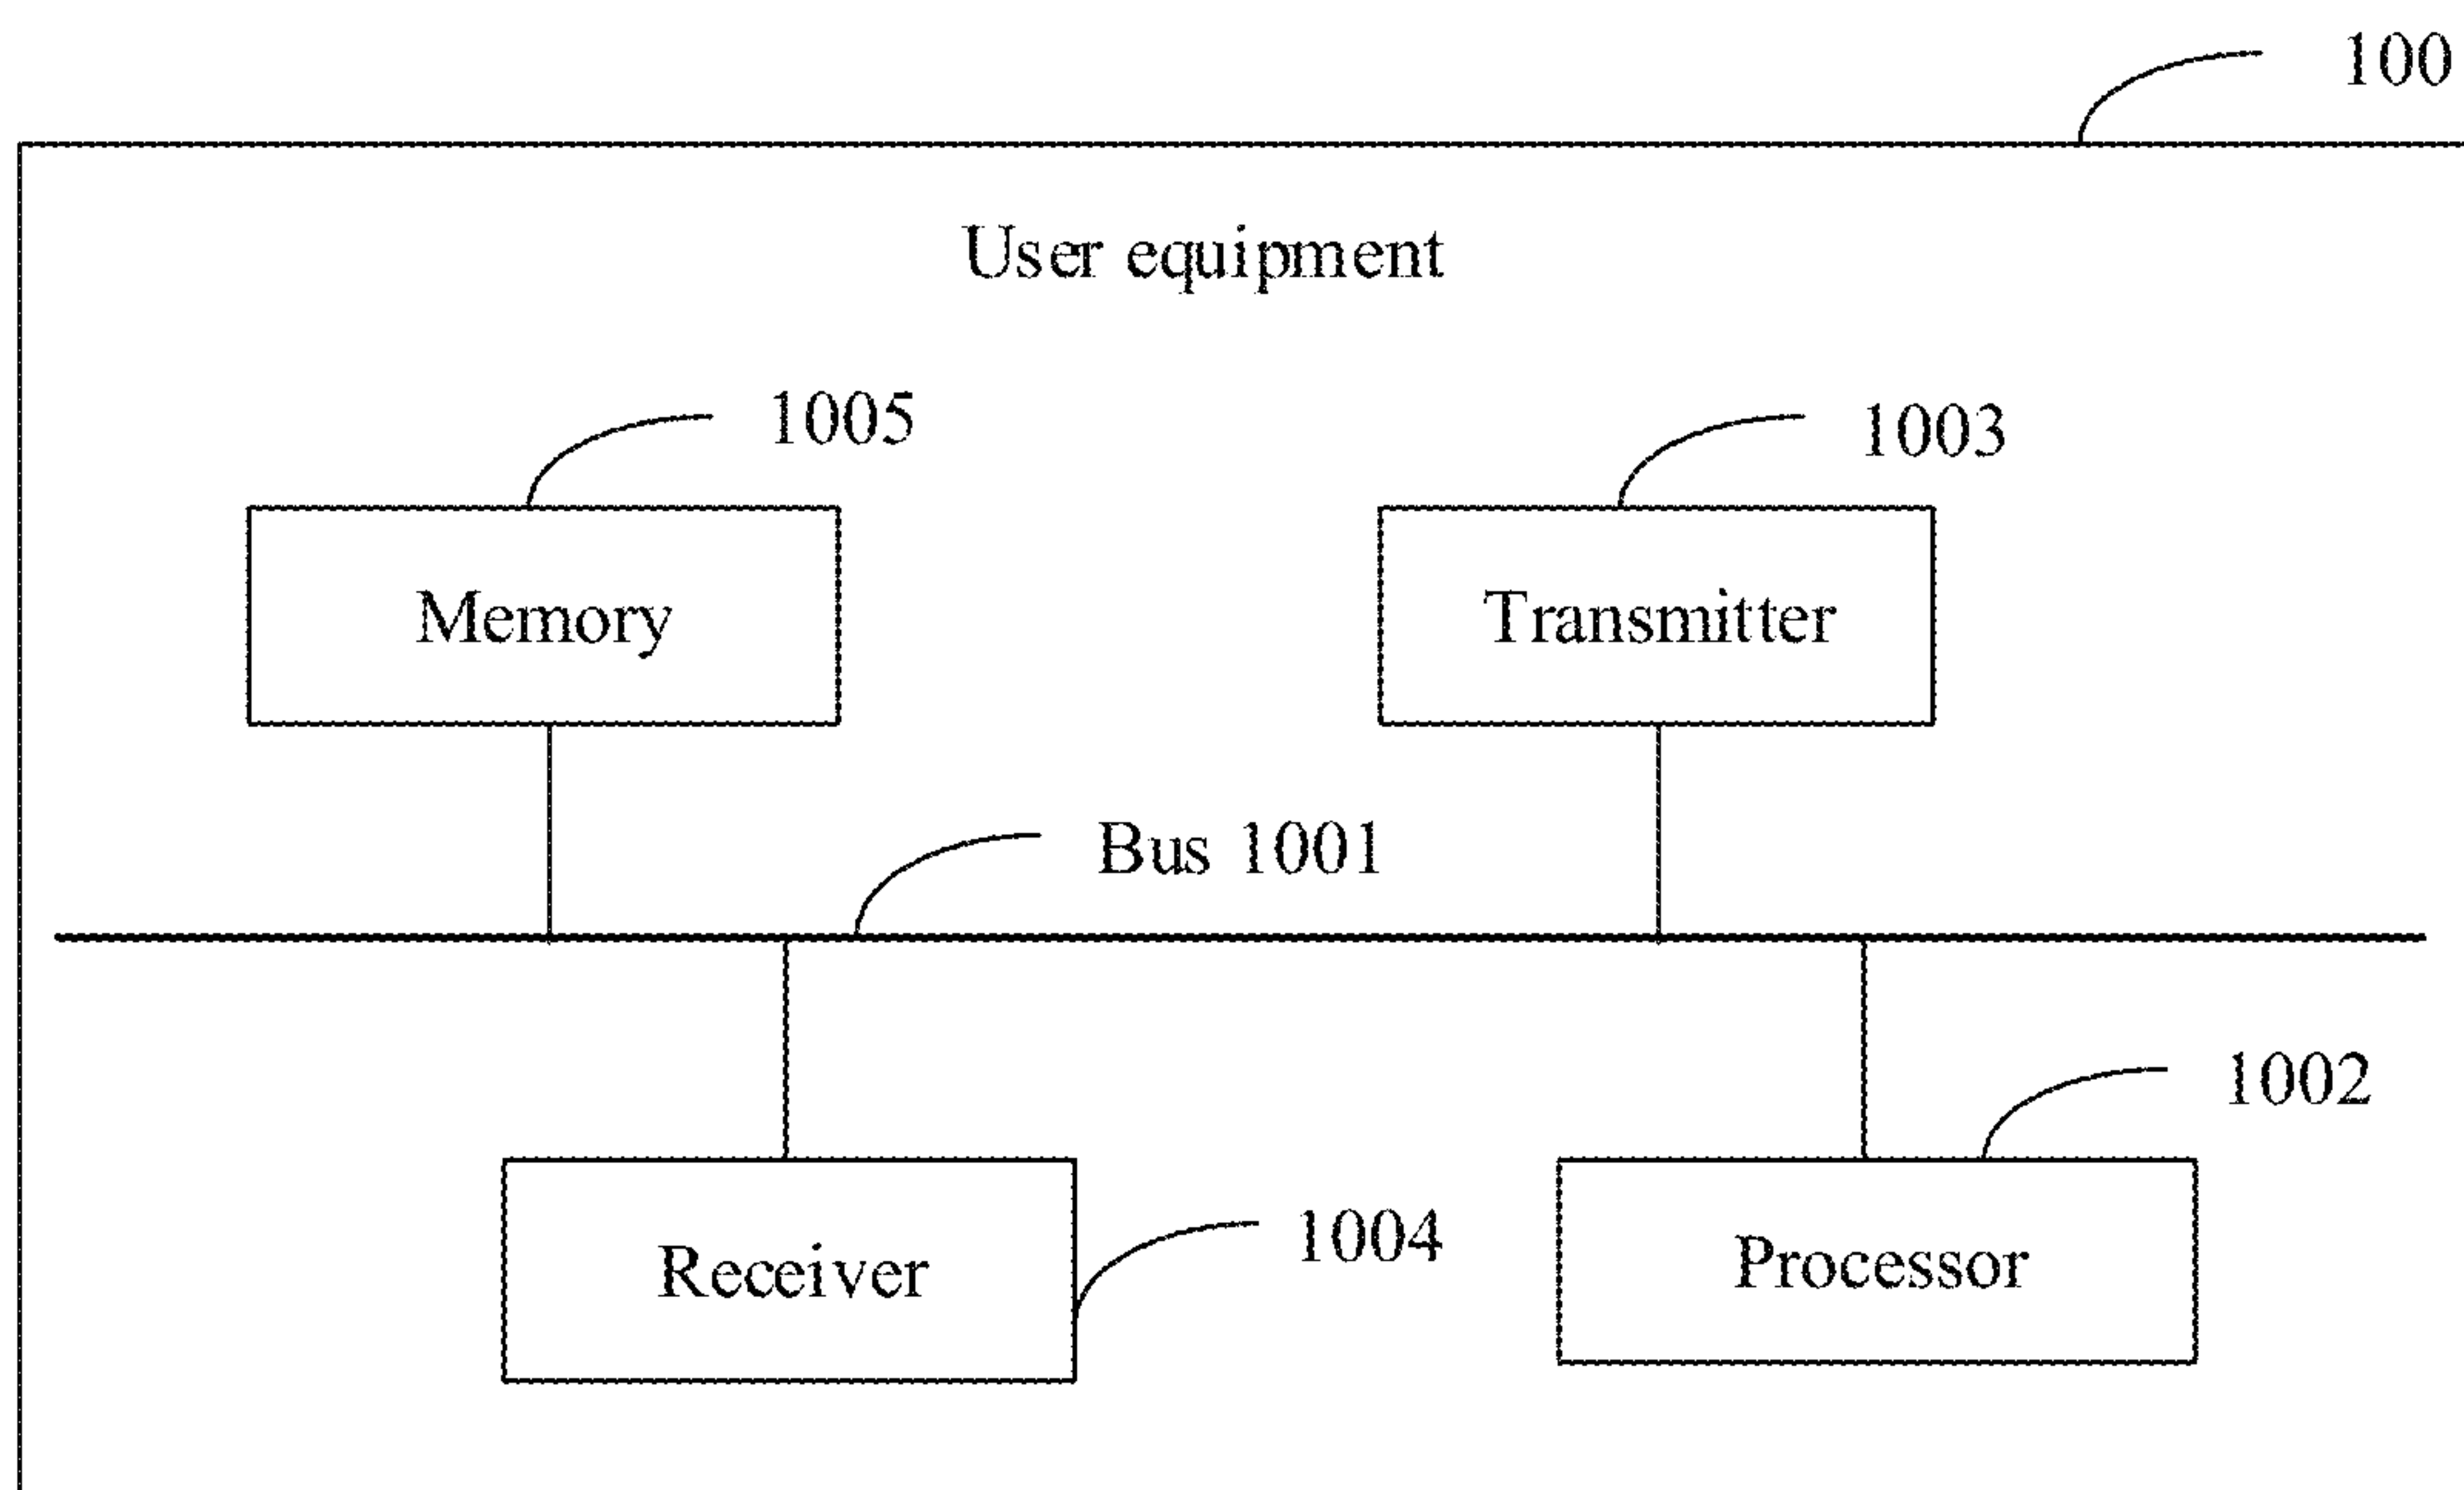 100
User equipment
1005
1003
Memory
Transmitter
Bus 1001
1002
1004
Receiver
Processor